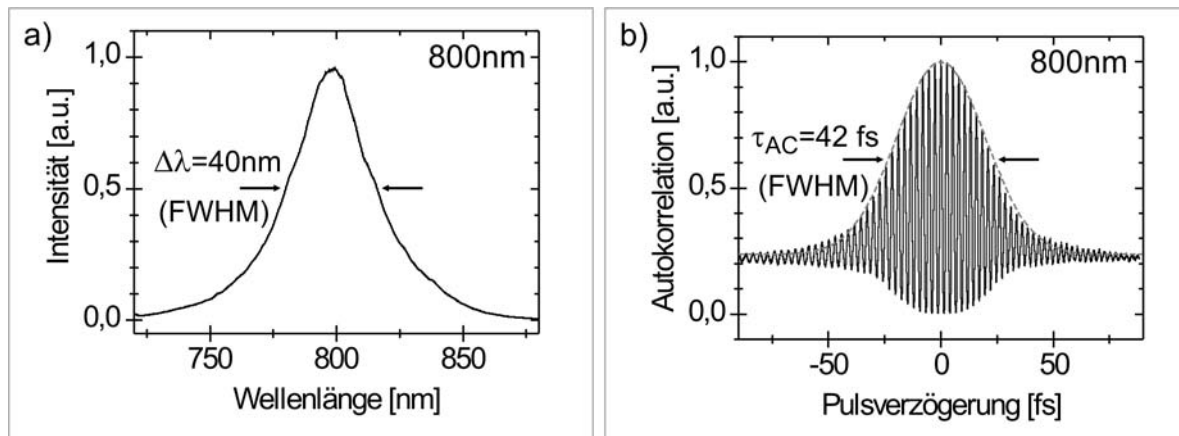 a)
800nm
Intensität [a.u.]
1,0
0,5
0,0
Δλ=40nm
(FWHM)
750
800
850
Wellenlänge [nm]
b)
800nm
Autokorrelation [a.u.]
1,0
0,5
0,0
τAC=42 fs
(FWHM)
-50
0
50
Pulsverzögerung [fs]